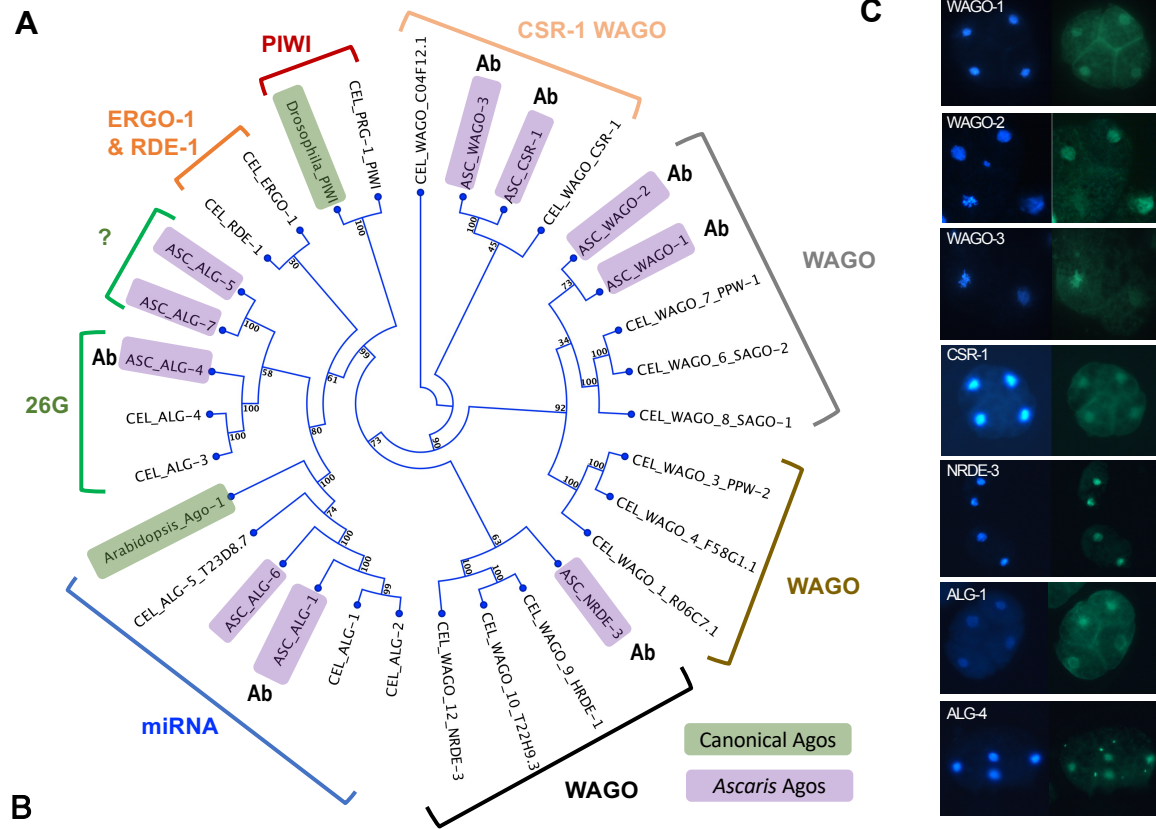 A
PIWI
CSR-1 WAGO
ERGO-1
& RDE-1
?
26G
miRNA
WAGO
WAGO
WAGO
Ab
Ab
Ab
Ab
Ab
Ab
Ab
CEL_WAGO_C04F12.1
ASC_WAGO-3
ASC_CSR-1
CEL_WAGO_CSR-1
ASC_WAGO-2
ASC_WAGO-1
CEL_WAGO_7_PPW-1
CEL_WAGO_6_SAGO-2
CEL_WAGO_8_SAGO-1
CEL_WAGO_3_PPW-2
CEL_WAGO_4_F58G1.1
CEL_WAGO_1_R06C7.1
ASC_NRDE-3
CEL_WAGO_9_HRDE-1
CEL_WAGO_10_T22H9.3
CEL_WAGO_12_NRDE-3
CEL_ALG-2
CEL_ALG-1
ASC_ALG-1
ASC_ALG-6
CEL_ALG-5_T23D8.7
Arabidopsis_Ago-1
CEL_ALG-3
CEL_ALG-4
ASC_ALG-4
ASC_ALG-7
ASC_ALG-5
CEL_RDE-1
CEL_ERGO-1
Drosophila_PIWI
CEL_PRG-1_PIWI
100
45
73
34
100
100
92
100
100
90
73
63
100
100
99
100
100
74
100
80
100
100
58
100
30
61
99
100
Canonical Agos
Ascaris Agos
B
C
WAGO-1
WAGO-2
WAGO-3
CSR-1
NRDE-3
ALG-1
ALG-4